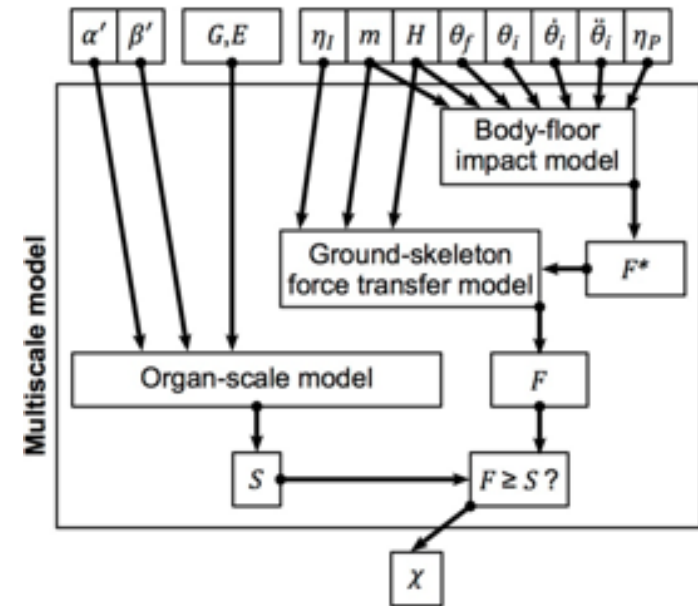 α′ β′ G,E η_I m H θ_f θ_i θ̇_i θ̈_i η_P
Body-floor
impact model
Ground-skeleton
force transfer model
F*
Organ-scale model
F
S
F ≥ S ?
χ
Multiscale model